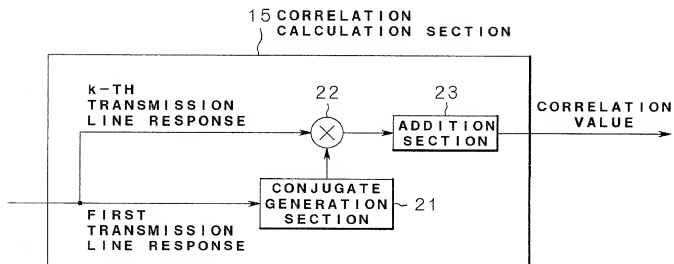 15 CORRELATION
CALCULATION SECTION
k-TH
TRANSMISSION
LINE RESPONSE
22
23
ADDITION
SECTION
CORRELATION
VALUE
CONJUGATE
GENERATION
SECTION
21
FIRST
TRANSMISSION
LINE RESPONSE